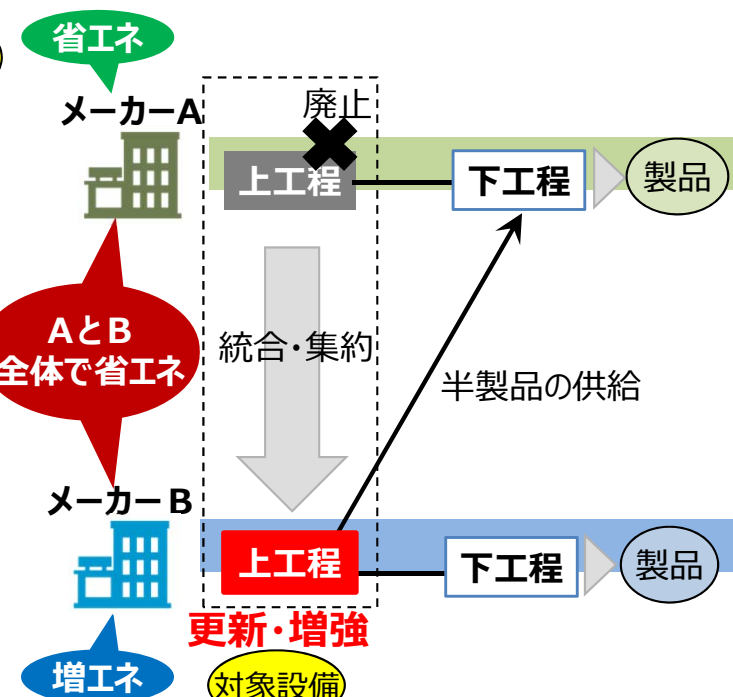 省エネ
メーカーA
廃止
上工程
下工程
製品
AとB
全体で省エネ
統合・集約
半製品の供給
メーカーB
上工程
下工程
製品
更新・増強
増エネ
対象設備